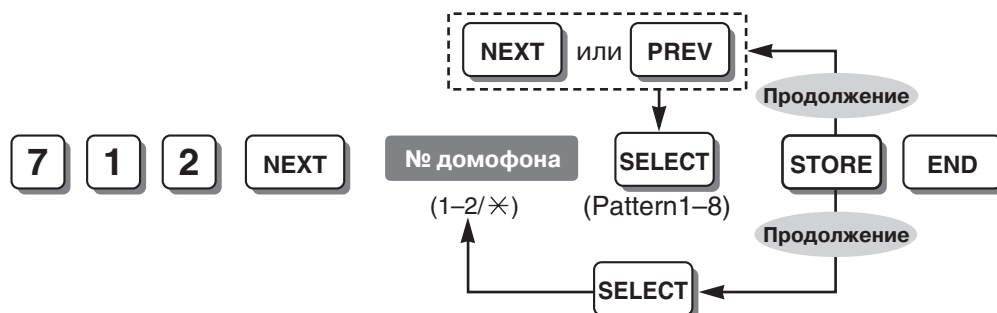 NEXT или PREV
Продолжение
7 1 2 NEXT № домофона SELECT STORE END
(1–2/✳) (Pattern1–8)
Продолжение
SELECT